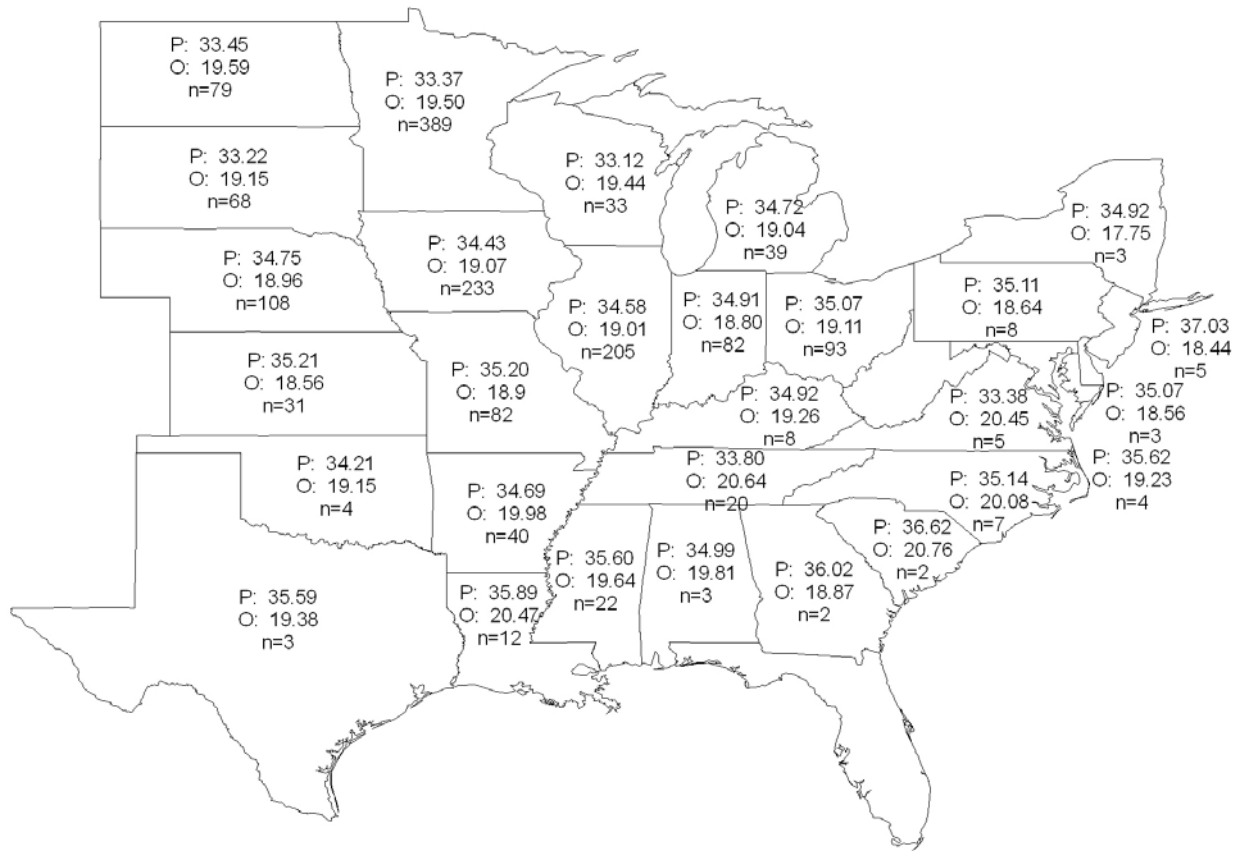 P: 33.45
O: 19.59
n=79
P: 33.37
O: 19.50
n=389
P: 33.22
O: 19.15
n=68
P: 33.12
O: 19.44
n=33
P: 34.72
O: 19.04
n=39
P: 34.92
O: 17.75
n=3
P: 34.75
O: 18.96
n=108
P: 34.43
O: 19.07
n=233
P: 34.58
O: 19.01
n=205
P: 34.91
O: 18.80
n=82
P: 35.07
O: 19.11
n=93
P: 35.11
O: 18.64
n=8
P: 37.03
O: 18.44
n=5
P: 35.21
O: 18.56
n=31
P: 35.20
O: 18.9
n=82
P: 34.92
O: 19.26
n=8
P: 33.38
O: 20.45
n=5
P: 35.07
O: 18.56
n=3
P: 35.62
O: 19.23
n=4
P: 34.21
O: 19.15
n=4
P: 34.69
O: 19.98
n=40
P: 33.80
O: 20.64
n=20
P: 35.14
O: 20.08
n=7
P: 36.62
O: 20.76
n=2
P: 35.59
O: 19.38
n=3
P: 35.89
O: 20.47
n=12
P: 35.60
O: 19.64
n=22
P: 34.99
O: 19.81
n=3
P: 36.02
O: 18.87
n=2